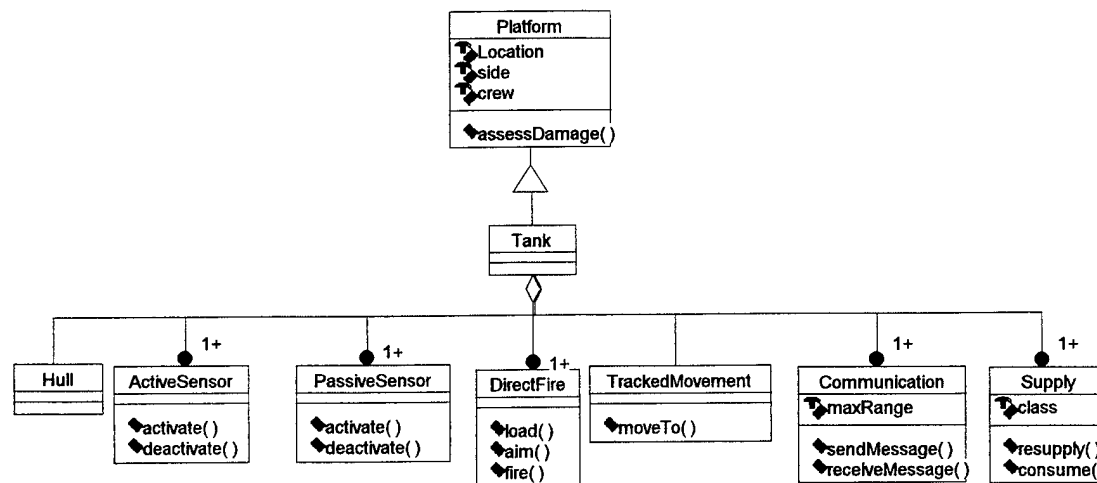 Platform
Location
side
crew
assessDamage()
Tank
1+
1+
1+
1+
1+
Hull
ActiveSensor
activate()
deactivate()
PassiveSensor
activate()
deactivate()
DirectFire
load()
aim()
fire()
TrackedMovement
moveTo()
Communication
maxRange
sendMessage()
receiveMessage()
Supply
class
resupply()
consume()